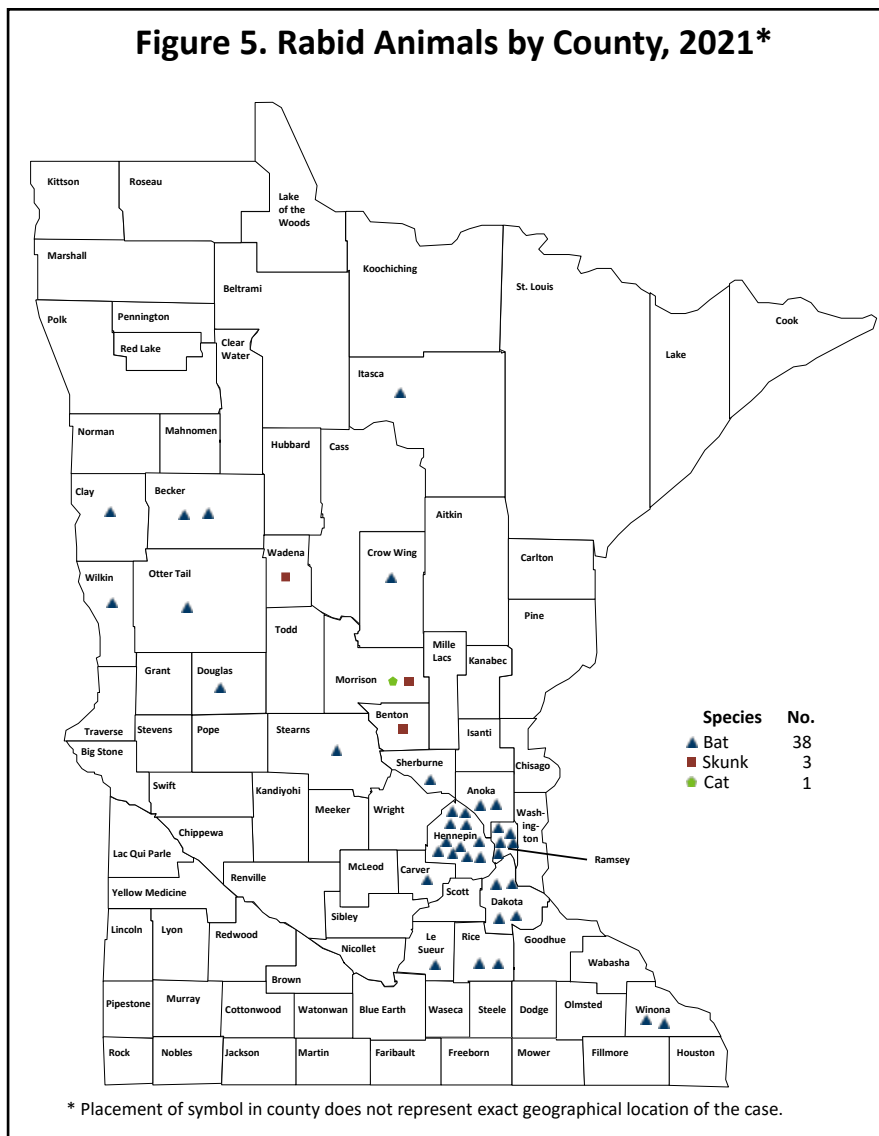 Figure 5. Rabid Animals by County, 2021*
Kittson
Roseau
Lake
of the
Woods
Marshall
Koochiching
St. Louis
Beltrami
Polk
Pennington
Cook
Clear
Water
Red Lake
Lake
Itasca
Norman
Mahnomen
Hubbard
Cass
Clay
Becker
Aitkin
Wadena
Crow Wing
Carlton
Wilkin
Otter Tail
Pine
Todd
Mille
Lacs
Kanabec
Grant
Douglas
Morrison
Benton
Traverse
Stevens
Pope
Stearns
Isanti
Big Stone
Sherburne
Chisago
Species No.
Bat 38
Skunk 3
Cat 1
Swift
Kandiyohi
Anoka
Meeker
Wright
Wash-
ing-
ton
Chippewa
Hennepin
Lac Qui Parle
Ramsey
McLeod
Carver
Renville
Yellow Medicine
Scott
Dakota
Sibley
Lincoln
Lyon
Redwood
Le
Sueur
Rice
Goodhue
Nicollet
Wabasha
Brown
Pipestone
Murray
Cottonwood
Watonwan
Blue Earth
Waseca
Steele
Dodge
Olmsted
Winona
Rock
Nobles
Jackson
Martin
Faribault
Freeborn
Mower
Fillmore
Houston
* Placement of symbol in county does not represent exact geographical location of the case.